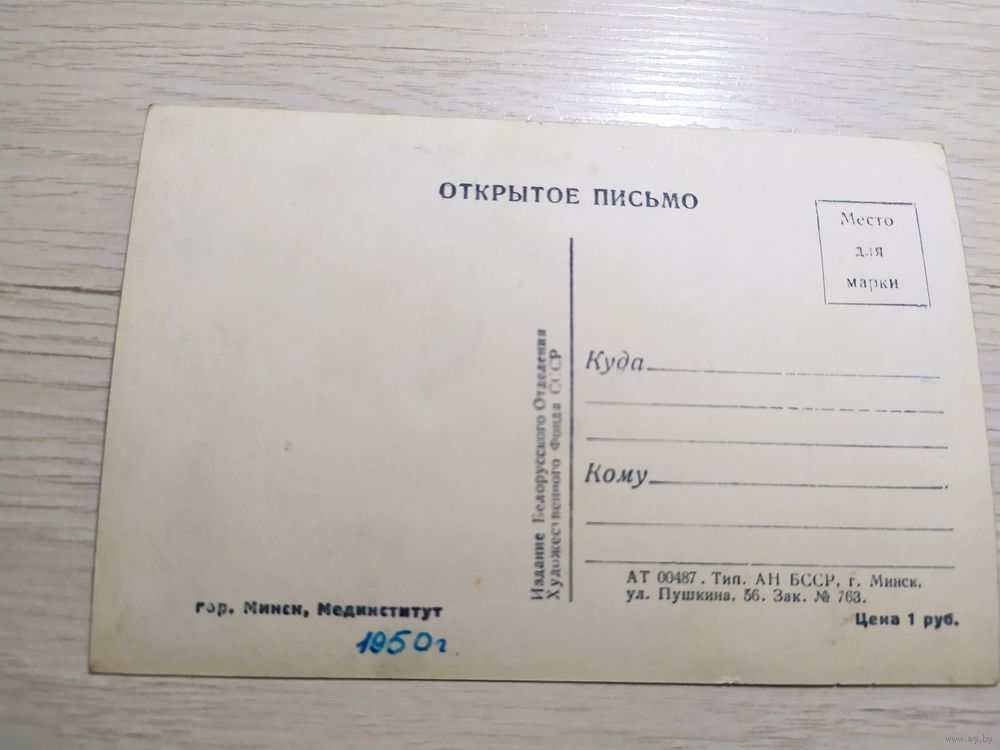 ОТКРЫТОЕ ПИСЬМО
Место
для
марки
Издание Белорусского Отделения
Художественного Фонда СССР
Куда
Кому
АТ 00487. Тип. АН БССР, г. Минск,
ул. Пушкина, 56. Зак. № 763.
Цена 1 руб.
гор. Минск, Мединститут
1950г.
www.ay.by